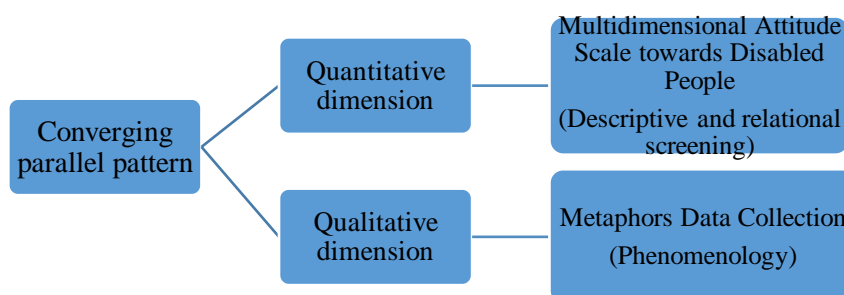 Converging
parallel pattern
Quantitative
dimension
Multidimensional Attitude
Scale towards Disabled
People
(Descriptive and relational
screening)
Qualitative
dimension
Metaphors Data Collection
(Phenomenology)